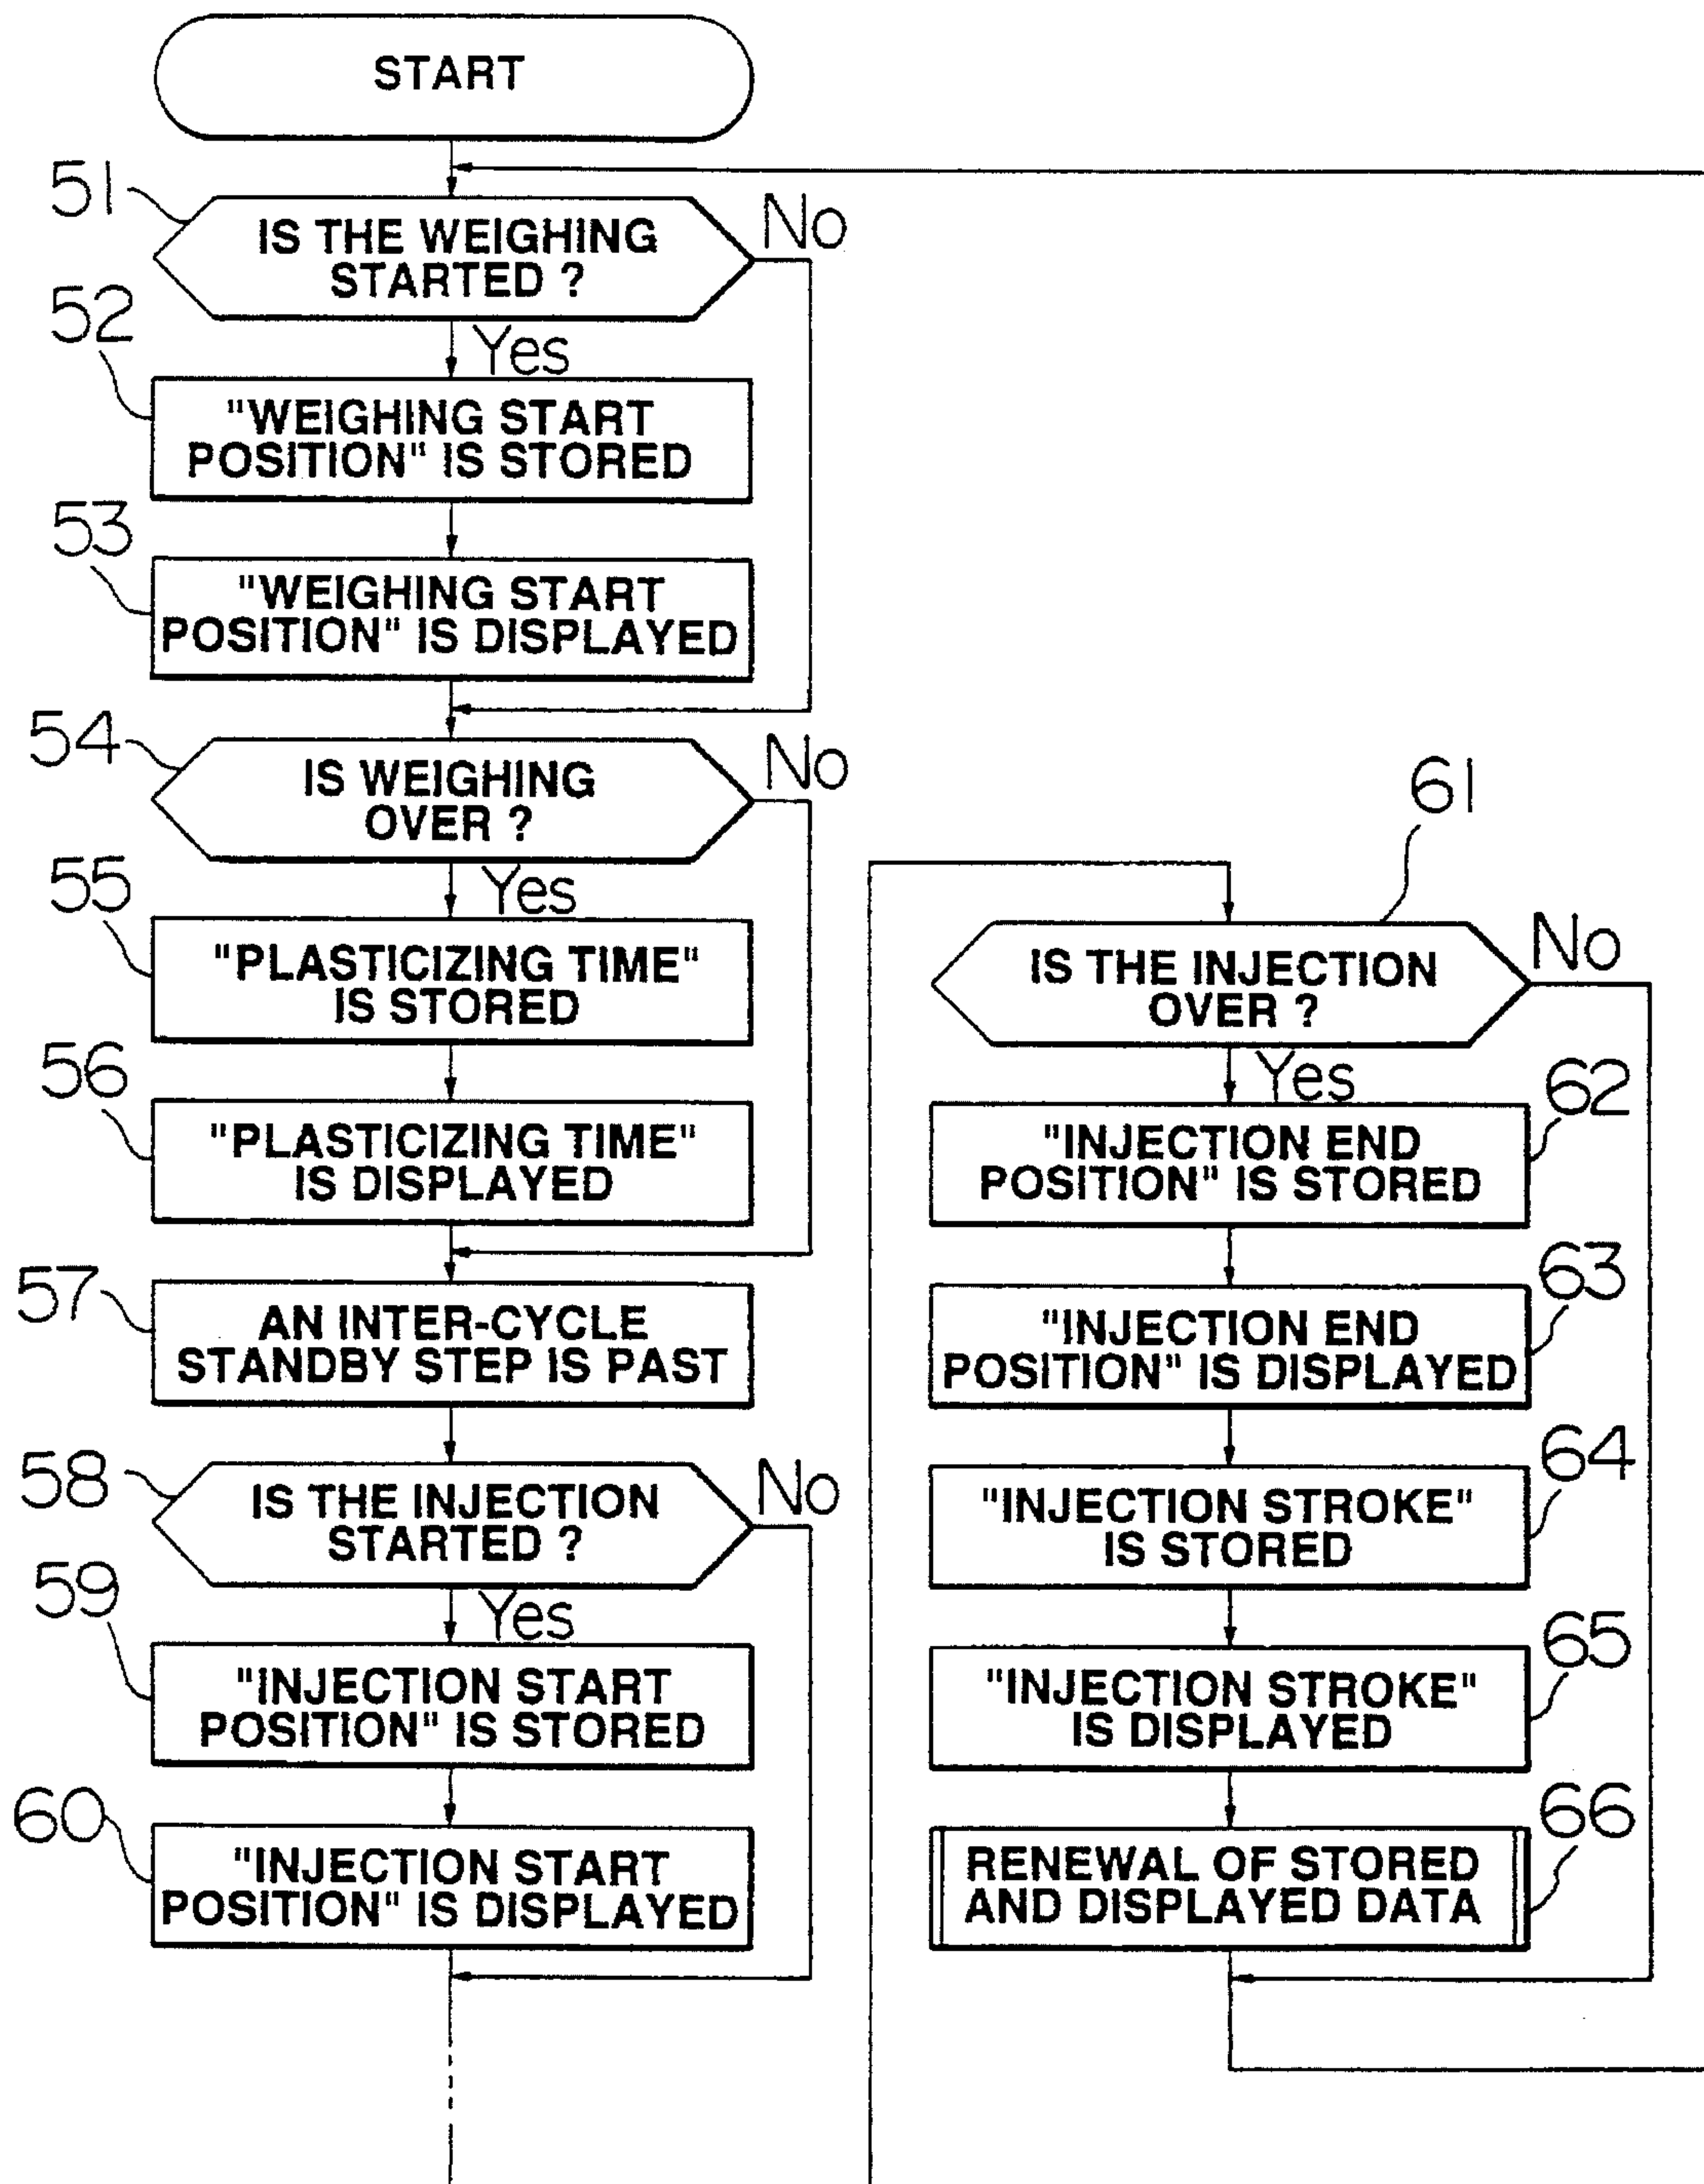 START
51
IS THE WEIGHING
STARTED ?
No
Yes
52
"WEIGHING START
POSITION" IS STORED
53
"WEIGHING START
POSITION" IS DISPLAYED
54
IS WEIGHING
OVER ?
No
Yes
55
"PLASTICIZING TIME"
IS STORED
56
"PLASTICIZING TIME"
IS DISPLAYED
57
AN INTER-CYCLE
STANDBY STEP IS PAST
58
IS THE INJECTION
STARTED ?
No
Yes
59
"INJECTION START
POSITION" IS STORED
60
"INJECTION START
POSITION" IS DISPLAYED
61
IS THE INJECTION
OVER ?
No
Yes
62
"INJECTION END
POSITION" IS STORED
63
"INJECTION END
POSITION" IS DISPLAYED
64
"INJECTION STROKE"
IS STORED
65
"INJECTION STROKE"
IS DISPLAYED
66
RENEWAL OF STORED
AND DISPLAYED DATA